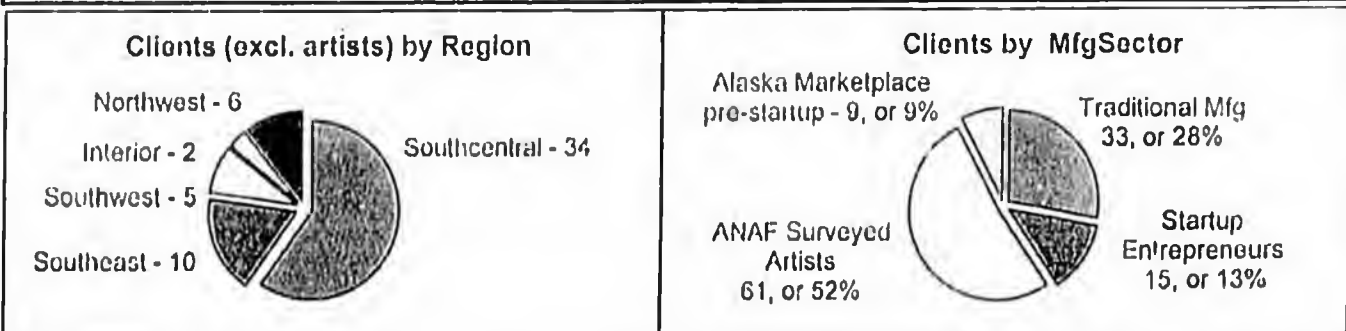 Clients (excl. artists) by Region
Northwest - 6
Interior - 2
Southwest - 5
Southeast - 10
Southcentral - 34
Clients by MfgSector
Alaska Marketplace
pre-startup - 9, or 9%
Traditional Mfg
33, or 28%
ANAF Surveyed
Artists
61, or 52%
Startup
Entrepreneurs
15, or 13%